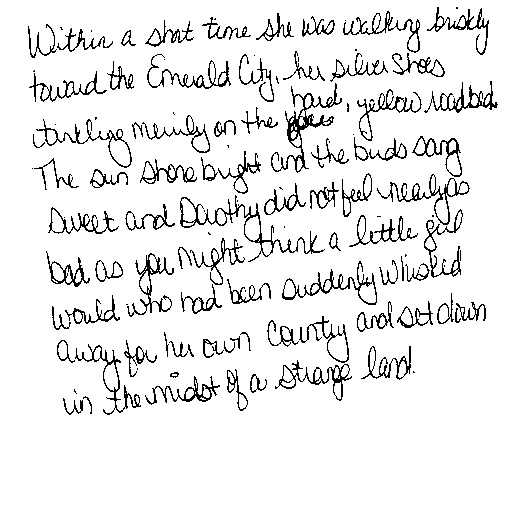 Within a short time she was walking briskly
toward the Emerald City, her silver shoes
tinkling merrily on the hard, yellow roadbed.
The sun shone bright and the birds sang
sweet and Dorothy did not feel nearly as
bad as you might think a little girl
would who had been suddenly whisked
away for her own country and set down
in the midst of a strange land.